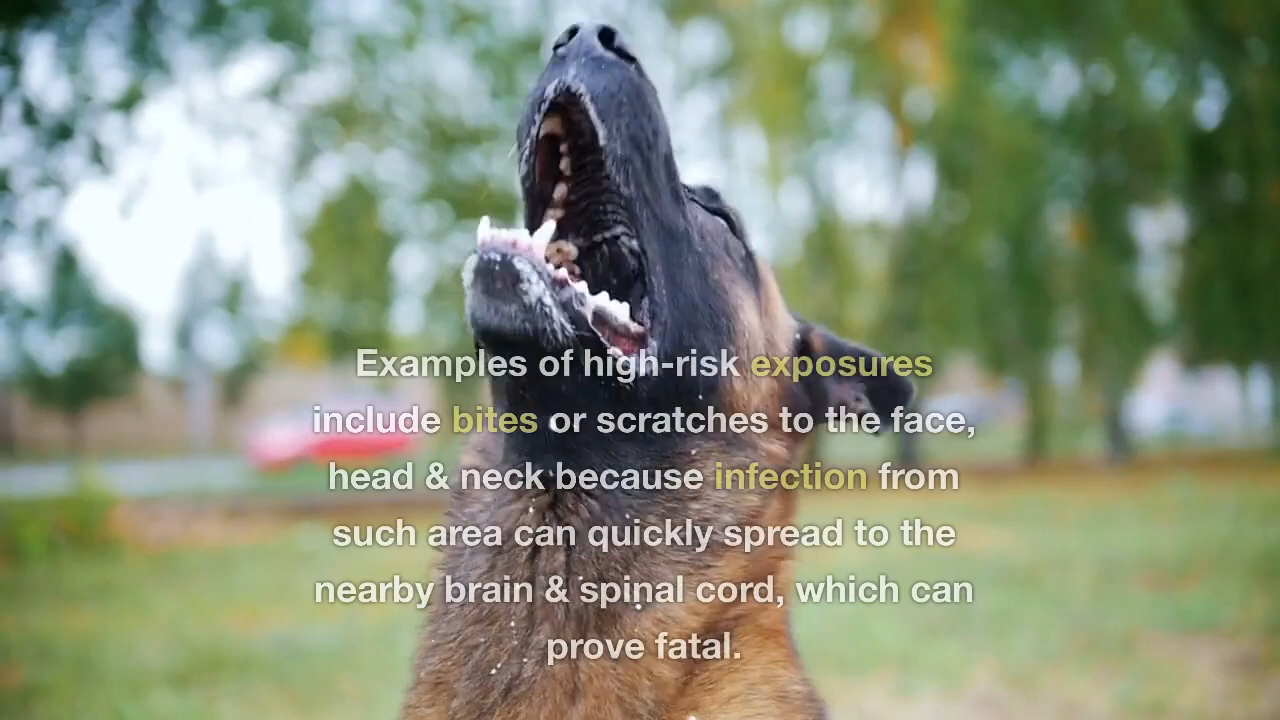 Examples of high-risk exposures
include bites or scratches to the face,
head & neck because infection from
such area can quickly spread to the
nearby brain & spinal cord, which can
prove fatal.